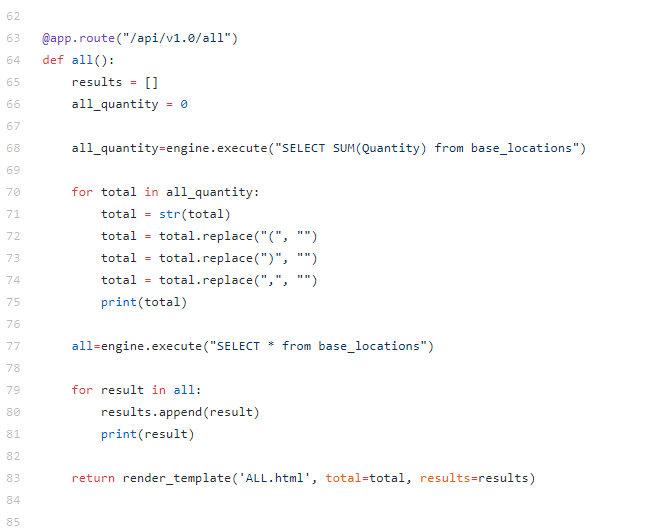 62
63 @app.route("/api/v1.0/all")
64 def all():
65     results = []
66     all_quantity = 0
67
68     all_quantity=engine.execute("SELECT SUM(Quantity) from base_locations")
69
70     for total in all_quantity:
71         total = str(total)
72         total = total.replace("(", "")
73         total = total.replace(")", "")
74         total = total.replace(",", "")
75         print(total)
76
77     all=engine.execute("SELECT * from base_locations")
78
79     for result in all:
80         results.append(result)
81         print(result)
82
83     return render_template('ALL.html', total=total, results=results)
84
85